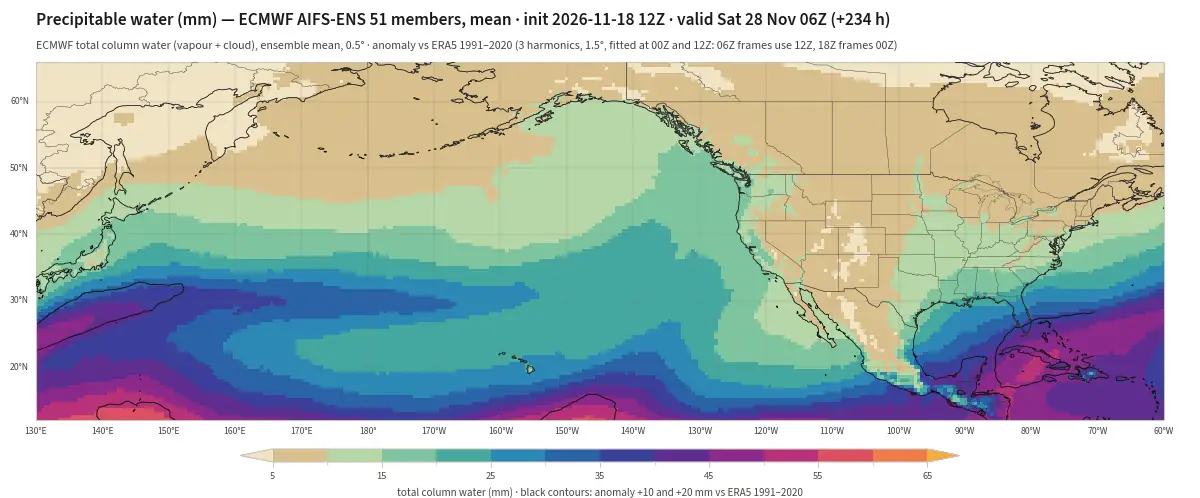 Precipitable water (mm) — ECMWF AIFS-ENS 51 members, mean · init 2026-11-18 12Z · valid Sat 28 Nov 06Z (+234 h)
ECMWF total column water (vapour + cloud), ensemble mean, 0.5° · anomaly vs ERA5 1991–2020 (3 harmonics, 1.5°, fitted at 00Z and 12Z: 06Z frames use 12Z, 18Z frames 00Z)
60°N
50°N
40°N
30°N
20°N
130°E 140°E 150°E 160°E 170°E 180° 170°W 160°W 150°W 140°W 130°W 120°W 110°W 100°W 90°W 80°W 70°W 60°W
5 15 25 35 45 55 65
total column water (mm) · black contours: anomaly +10 and +20 mm vs ERA5 1991–2020